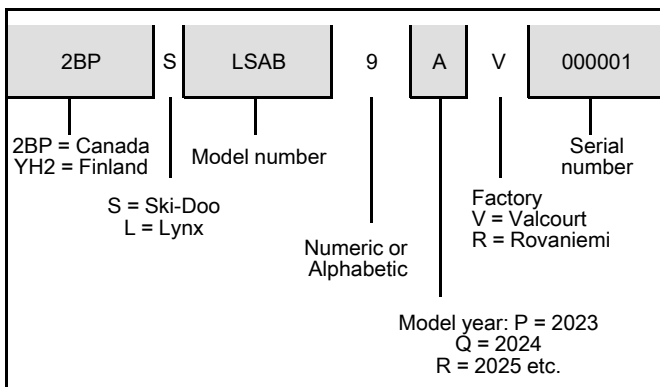 2BP S LSAB 9 A V 000001
2BP = Canada
YH2 = Finland
Model number
Serial
number
S = Ski-Doo
L = Lynx
Factory
V = Valcourt
R = Rovaniemi
Numeric or
Alphabetic
Model year: P = 2023
Q = 2024
R = 2025 etc.